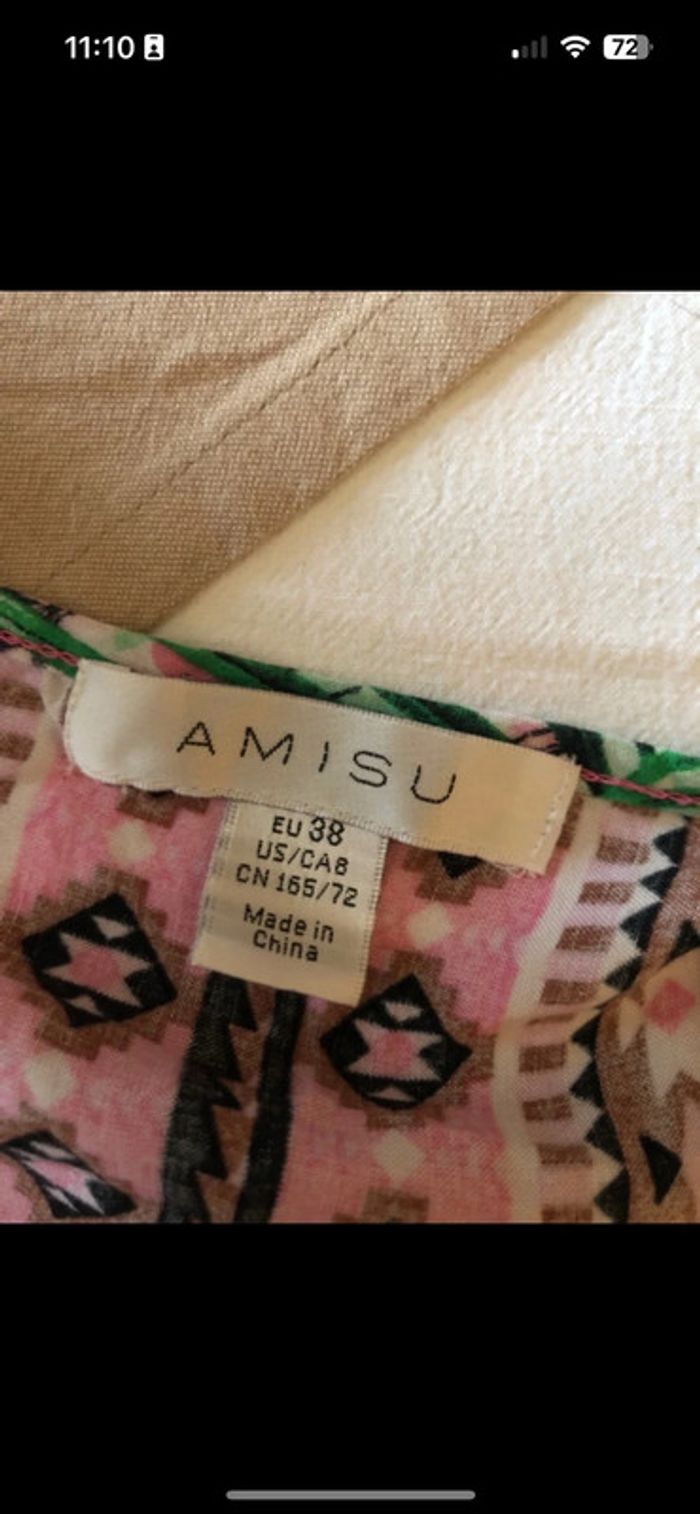 11:10
72
AMISU
EU 38
US/CA8
CN 165/72
Made in
China